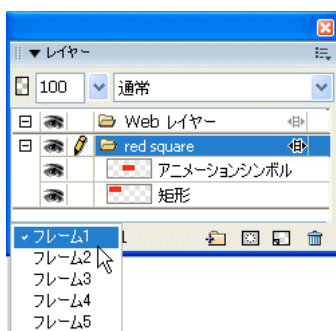 レイヤー
100 通常
Web レイヤー
red square
アニメーションシンボル
矩形
フレーム1
フレーム2
フレーム3
フレーム4
フレーム5